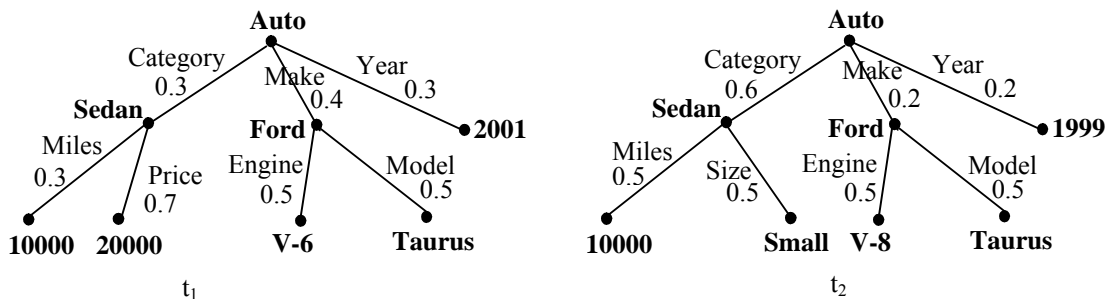 Auto Auto
Category Year Category Year
Make Make
0.3 0.3 0.6 0.2
0.4 0.2
Sedan Sedan
Ford 2001 Ford 1999
Miles Miles
Engine Model Engine Model
0.3 Price 0.5 Size
0.7 0.5 0.5 0.5 0.5 0.5
10000 20000 V-6 Taurus 10000 Small V-8 Taurus
t1 t2